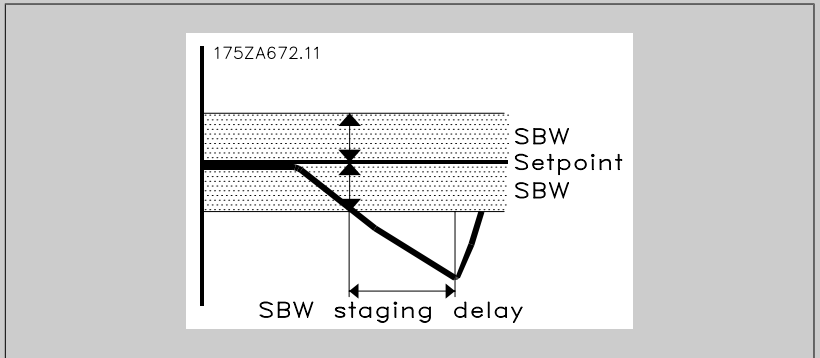 175ZA672.11
SBW
Setpoint
SBW
SBW staging delay